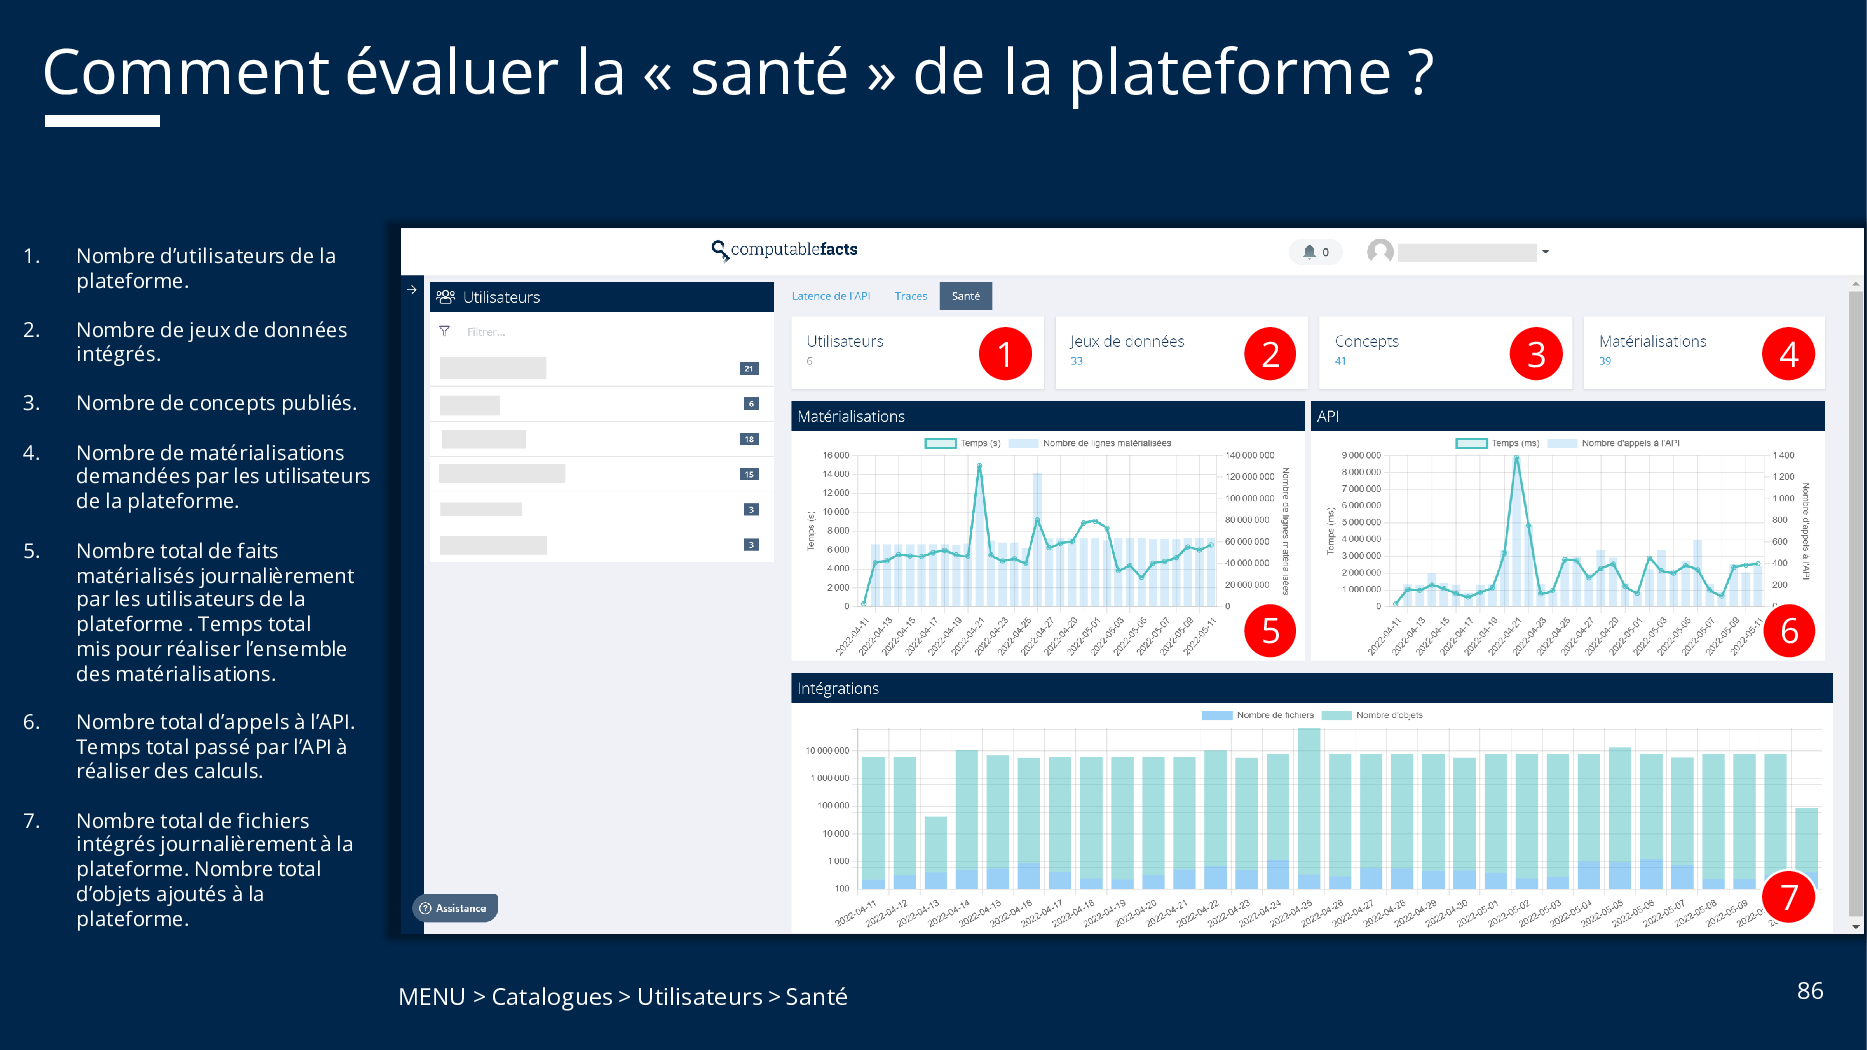 Comment évaluer la « santé » de la plateforme ?
1. Nombre d’utilisateurs de la
plateforme.
2. Nombre de jeux de données
intégrés.
3. Nombre de concepts publiés.
4. Nombre de matérialisations
demandées par les utilisateurs
de la plateforme.
5. Nombre total de faits
matérialisés journalièrement
par les utilisateurs de la
plateforme . Temps total
mis pour réaliser l’ensemble
des matérialisations.
6. Nombre total d’appels à l’API.
Temps total passé par l’API à
réaliser des calculs.
7. Nombre total de fichiers
intégrés journalièrement à la
plateforme. Nombre total
d’objets ajoutés à la
plateforme.
computablefacts
0
Utilisateurs
Filtrer...
21
6
18
15
3
3
Assistance
Latence de l'API Traces Santé
Utilisateurs
6
1
Jeux de données
33
2
Concepts
41
3
Matérialisations
39
4
Matérialisations
Temps (s) Nombre de lignes matérialisées
16 000
14 000
12 000
10 000
8 000
6 000
4 000
2 000
0
Temps (s)
140 000 000
120 000 000
100 000 000
80 000 000
60 000 000
40 000 000
20 000 000
0
Nombre de lignes matérialisées
2022-04-11 2022-04-13 2022-04-15 2022-04-17 2022-04-19 2022-04-21 2022-04-23 2022-04-25 2022-04-27 2022-04-29 2022-05-01 2022-05-03 2022-05-05 2022-05-07 2022-05-09 2022-05-11
5
API
Temps (ms) Nombre d'appels à l'API
9 000 000
8 000 000
7 000 000
6 000 000
5 000 000
4 000 000
3 000 000
2 000 000
1 000 000
0
Temps (ms)
1 400
1 200
1 000
800
600
400
200
Nombre d'appels à l'API
2022-04-11 2022-04-13 2022-04-15 2022-04-17 2022-04-19 2022-04-21 2022-04-23 2022-04-25 2022-04-27 2022-04-29 2022-05-01 2022-05-03 2022-05-05 2022-05-07 2022-05-09 2022-05-11
6
Intégrations
Nombre de fichiers Nombre d'objets
10 000 000
1 000 000
100 000
10 000
1 000
100
2022-04-11 2022-04-12 2022-04-13 2022-04-14 2022-04-15 2022-04-16 2022-04-17 2022-04-18 2022-04-19 2022-04-20 2022-04-21 2022-04-22 2022-04-23 2022-04-24 2022-04-25 2022-04-26 2022-04-27 2022-04-28 2022-04-29 2022-04-30 2022-05-01 2022-05-02 2022-05-03 2022-05-04 2022-05-05 2022-05-06 2022-05-07 2022-05-08 2022-05-09
7
MENU > Catalogues > Utilisateurs > Santé
86